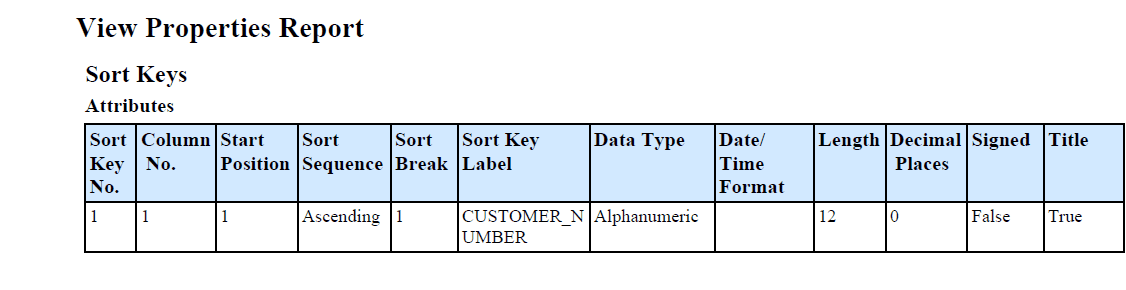 View Properties Report
Sort Keys
Attributes
Sort Key No. Column No. Start Position Sort Sequence Sort Break Sort Key Label Data Type Date/ Time Format Length Decimal Places Signed Title
1 1 1 Ascending 1 CUSTOMER_N Alphanumeric 12 0 False True
UMBER